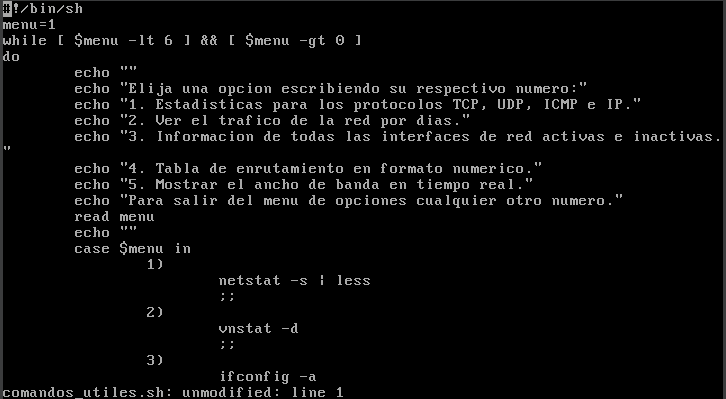 #!/bin/sh
menu=1
while [ $menu -lt 6 ] && [ $menu -gt 0 ]
do
        echo ""
        echo "Elija una opcion escribiendo su respectivo numero:"
        echo "1. Estadisticas para los protocolos TCP, UDP, ICMP e IP."
        echo "2. Ver el trafico de la red por dias."
        echo "3. Informacion de todas las interfaces de red activas e inactivas.
"
        echo "4. Tabla de enrutamiento en formato numerico."
        echo "5. Mostrar el ancho de banda en tiempo real."
        echo "Para salir del menu de opciones cualquier otro numero."
        read menu
        echo ""
        case $menu in
                1)
                        netstat -s | less
                        ;;
                2)
                        vnstat -d
                        ;;
                3)
                        ifconfig -a
comandos_utiles.sh: unmodified: line 1